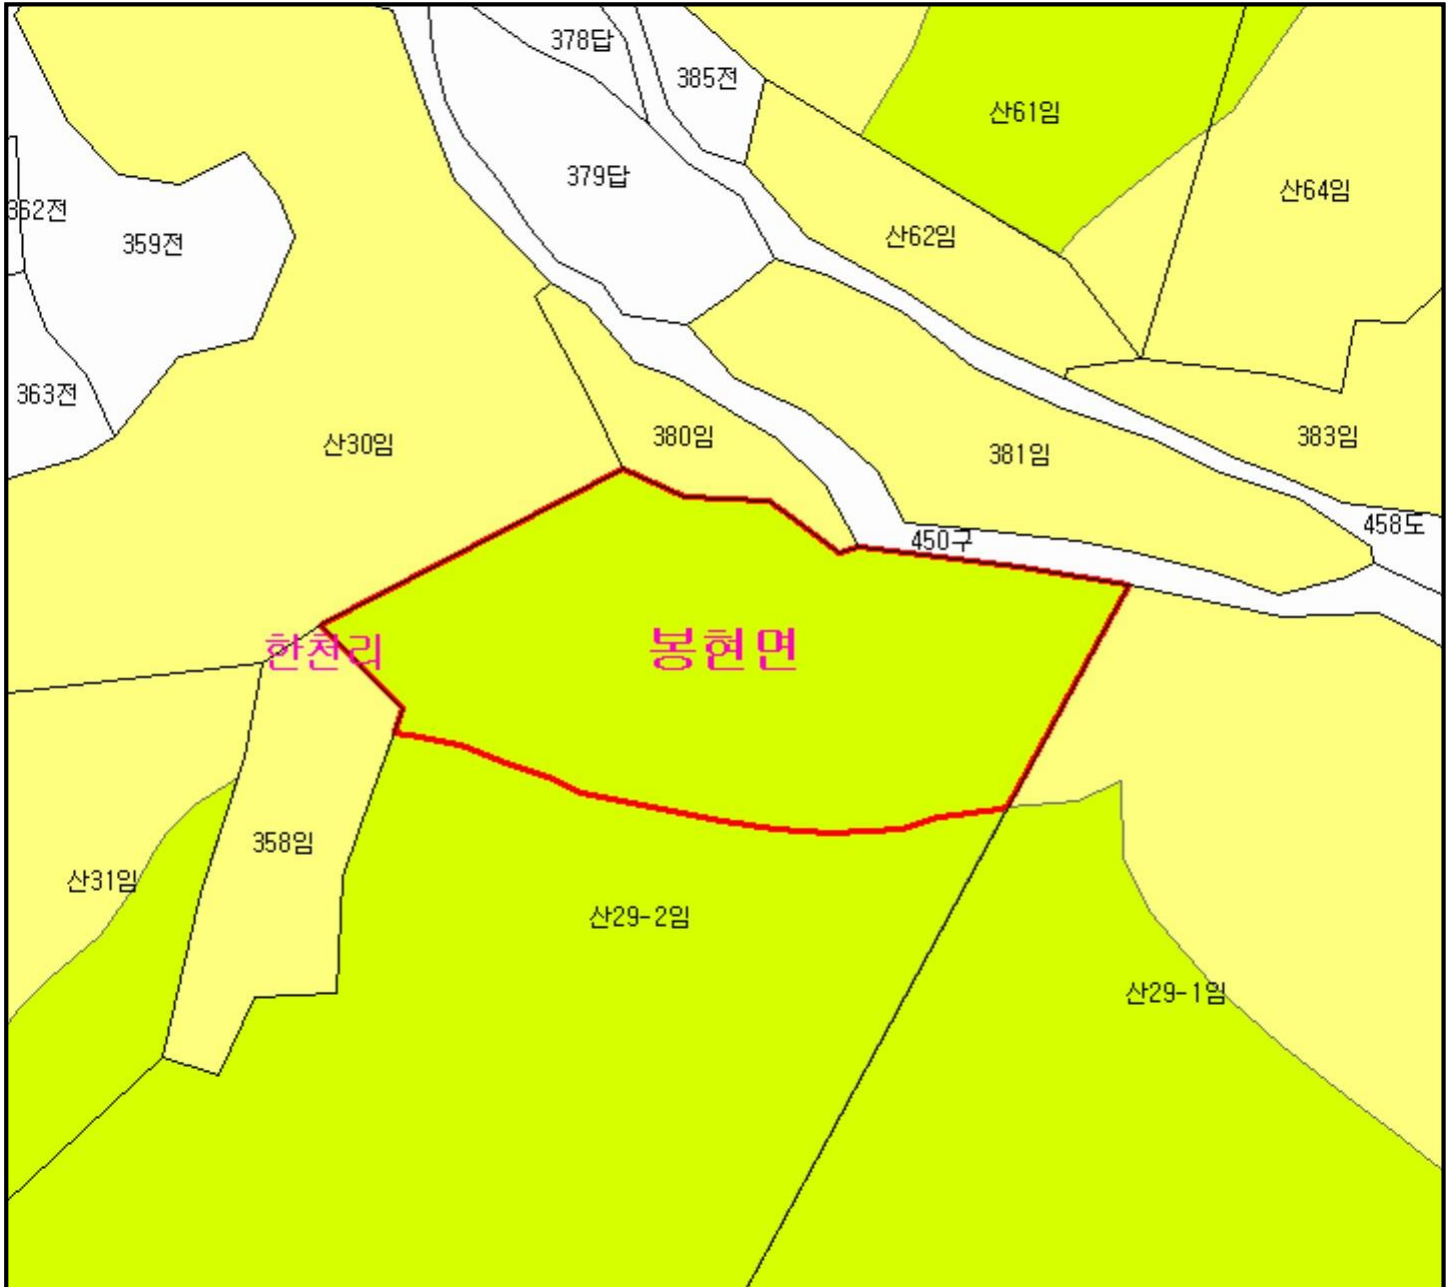 378답
385전
산61임
379답
산64임
362전
359전
산62임
363전
산30임
380임
381임
383임
458도
450구
한천리
봉현면
358임
산31임
산29-2임
산29-1임